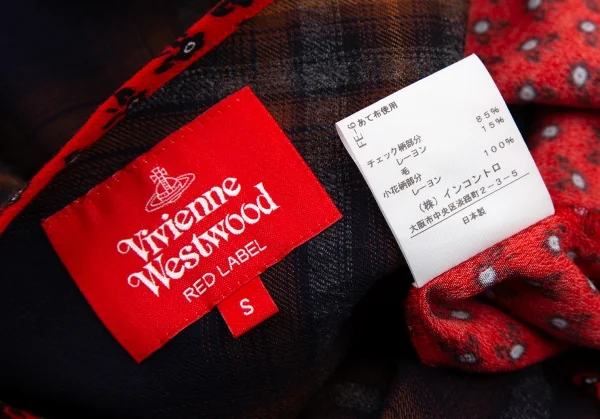 Vivienne
Westwood
RED LABEL
S
FE-6
あて布使用
チェック柄部分
レーヨン 85%
毛 15%
小花柄部分
レーヨン 100%
(株) インコントロ
大阪市中央区淡路町2-3-5
日本製